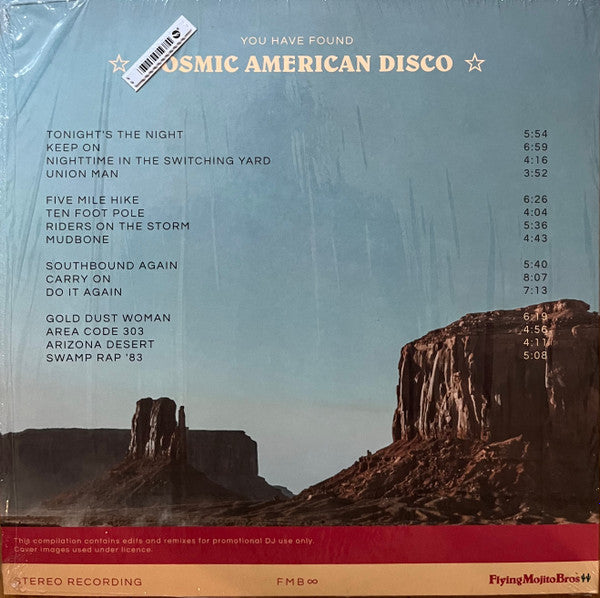 YOU HAVE FOUND
☆ OSMIC AMERICAN DISCO ☆
TONIGHT'S THE NIGHT 5:54
KEEP ON 6:59
NIGHTTIME IN THE SWITCHING YARD 4:16
UNION MAN 3:52
FIVE MILE HIKE 6:26
TEN FOOT POLE 4:04
RIDERS ON THE STORM 5:36
MUDBONE 4:43
SOUTHBOUND AGAIN 5:40
CARRY ON 8:07
DO IT AGAIN 7:13
GOLD DUST WOMAN 6:19
AREA CODE 303 4:56
ARIZONA DESERT 4:11
SWAMP RAP '83 5:08
This compilation contains edits and remixes for promotional DJ use only.
Cover images used under licence.
STEREO RECORDING FMB∞ FlyingMojitoBros